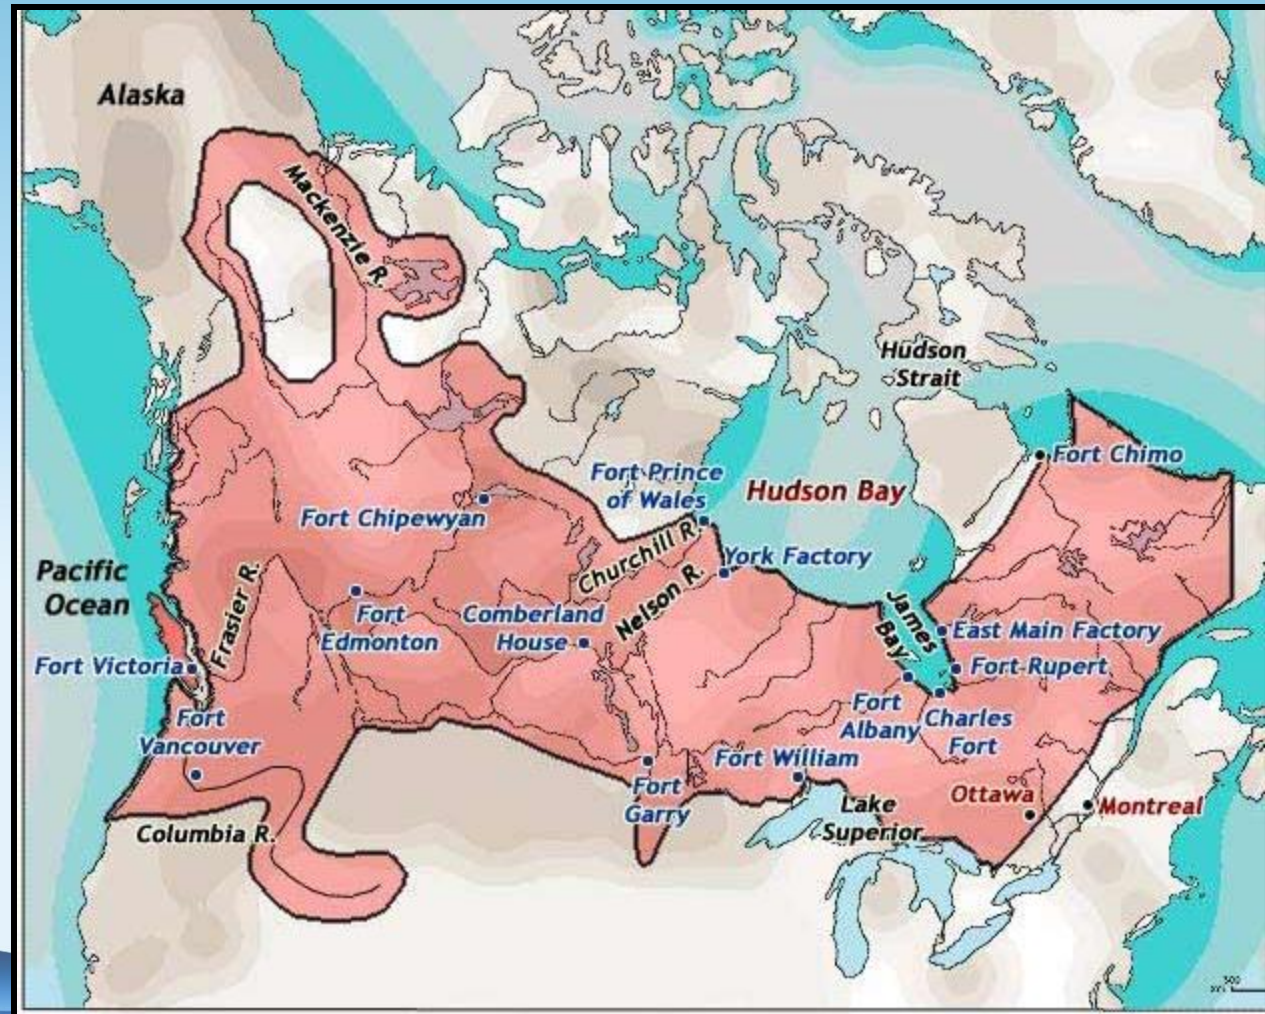 Alaska
Mackenzie R.
Hudson
Strait
Fort Chimo
Fort Prince
of Wales
Hudson Bay
Fort Chipewyan
Churchill R.
York Factory
Pacific
Ocean
Frasier R.
Fort
Edmonton
Comberland
House
Nelson R.
James
Bay
East Main Factory
Fort Victoria
Fort Rupert
Fort
Vancouver
Fort
Albany
Charles
Fort
Fort William
Fort
Garry
Lake
Superior
Ottawa
Montreal
Columbia R.